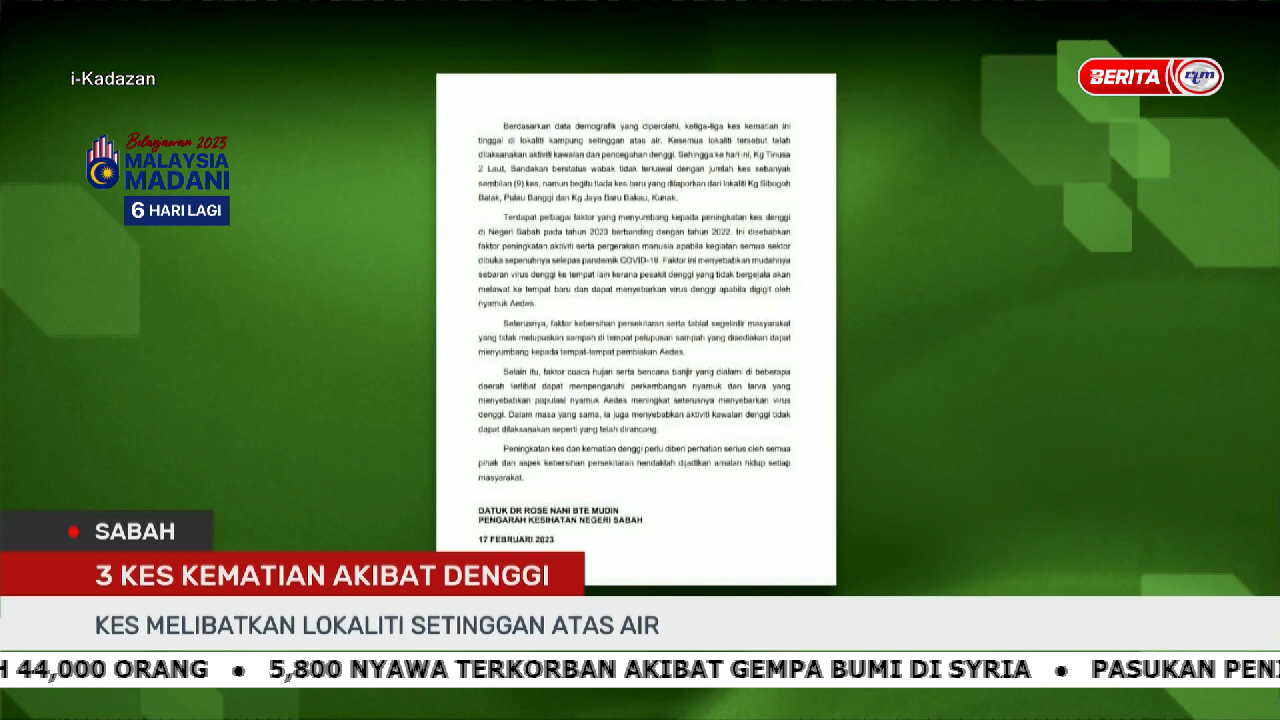 i-Kadazan
BERITA rtm
Belanjawan 2023
MALAYSIA
MADANI
6 HARI LAGI
Berdasarkan data demografik yang diperolehi, ketiga-tiga kes kematian ini
tinggal di lokaliti kampung setinggan atas air. Kesemua lokaliti tersebut telah
dilaksanakan aktiviti kawalan dan pencegahan denggi. Sehingga ke hari ini, Kg Tinusa
2 Laut, Sandakan berstatus wabak tidak terkawal dengan jumlah kes sebanyak
sembilan (9) kes, namun begitu tiada kes baru yang dilaporkan dari lokaliti Kg Sibogoh
Batak, Pulau Banggi dan Kg Jaya Baru Bakau, Kunak.
Terdapat pelbagai faktor yang menyumbang kepada peningkatan kes denggi
di Negeri Sabah pada tahun 2023 berbanding dengan tahun 2022. Ini disebabkan
faktor peningkatan aktiviti serta pergerakan manusia apabila kegiatan semua sektor
dibuka sepenuhnya selepas pandemik COVID-19. Faktor ini menyebabkan mudahnya
sebaran virus denggi ke tempat lain kerana pesakit denggi yang tidak bergejala akan
melawat ke tempat baru dan dapat menyebarkan virus denggi apabila digigit oleh
nyamuk Aedes.
Seterusnya, faktor kebersihan persekitaran serta tabiat segelintir masyarakat
yang tidak melupuskan sampah di tempat pelupusan sampah yang disediakan dapat
menyumbang kepada tempat-tempat pembiakan Aedes.
Selain itu, faktor cuaca hujan serta bencana banjir yang dialami di beberapa
daerah terlibat dapat mempengaruhi perkembangan nyamuk dan larva yang
menyebabkan populasi nyamuk Aedes meningkat seterusnya menyebarkan virus
denggi. Dalam masa yang sama, ia juga menyebabkan aktiviti kawalan denggi tidak
dapat dilaksanakan seperti yang telah dirancang.
Peningkatan kes dan kematian denggi perlu diberi perhatian serius oleh semua
pihak dan aspek kebersihan persekitaran hendaklah dijadikan amalan hidup setiap
masyarakat.
DATUK DR ROSE NANI BTE MUDIN
PENGARAH KESIHATAN NEGERI SABAH
17 FEBRUARI 2023
SABAH
3 KES KEMATIAN AKIBAT DENGGI
KES MELIBATKAN LOKALITI SETINGGAN ATAS AIR
H 44,000 ORANG • 5,800 NYAWA TERKORBAN AKIBAT GEMPA BUMI DI SYRIA • PASUKAN PENI